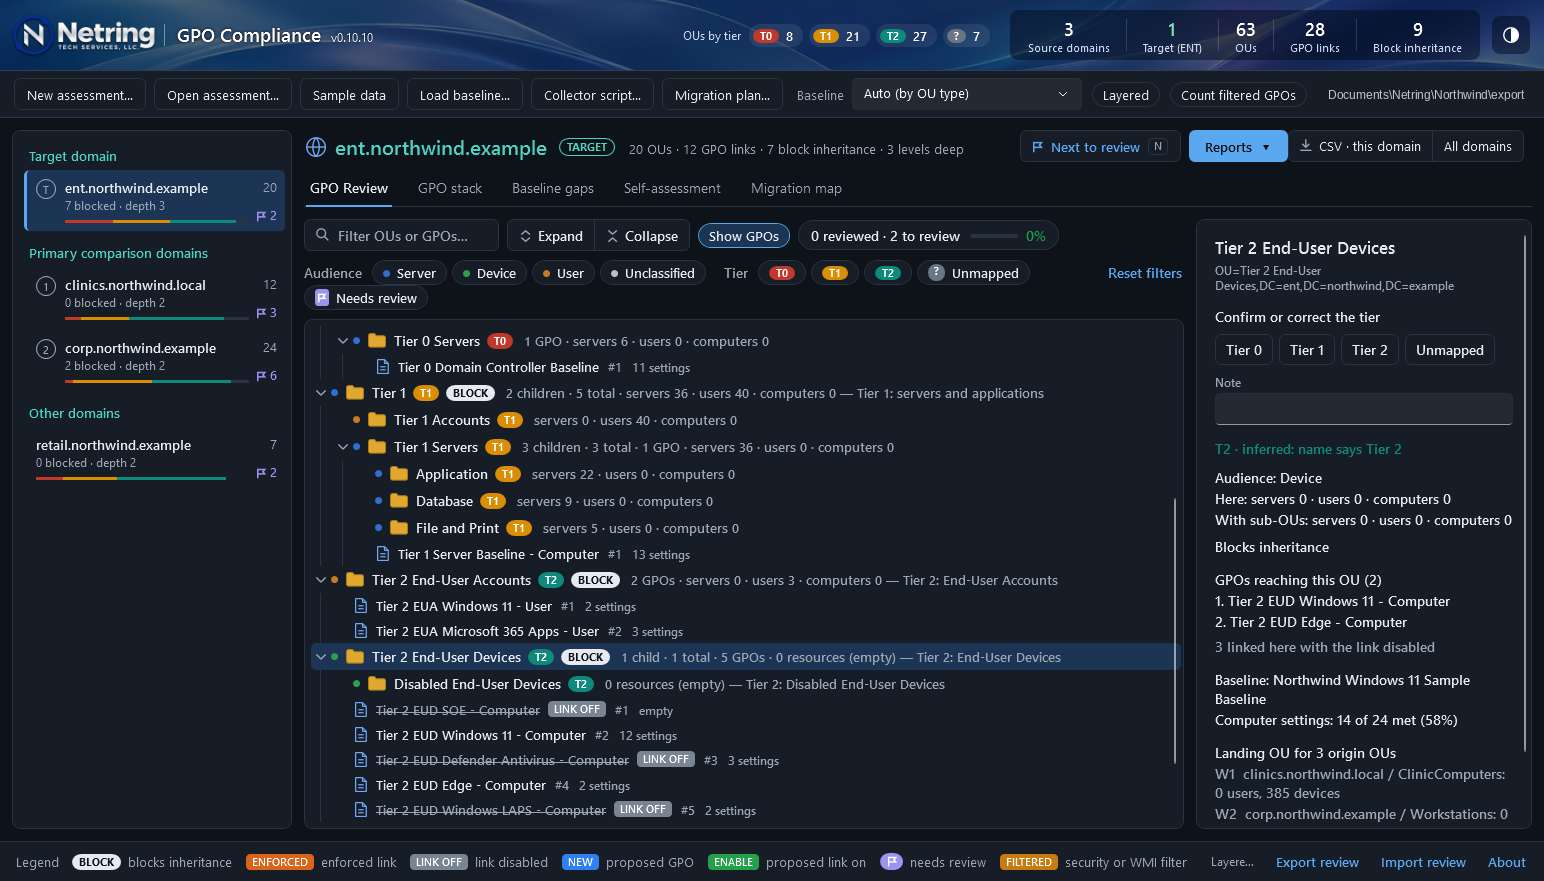 Netring
TECH SERVICES, LLC.
GPO Compliance v0.10.10
OUs by tier T0 8 T1 21 T2 27 ? 7
3 Source domains
1 Target (ENT)
63 OUs
28 GPO links
9 Block inheritance
New assessment... Open assessment... Sample data Load baseline... Collector script... Migration plan... Baseline Auto (by OU type) Layered Count filtered GPOs Documents\Netring\Northwind\export
Target domain
T ent.northwind.example 20
7 blocked · depth 3
2
Primary comparison domains
1 clinics.northwind.local 12
0 blocked · depth 2
3
2 corp.northwind.example 24
2 blocked · depth 2
6
Other domains
retail.northwind.example 7
0 blocked · depth 2
2
ent.northwind.example TARGET 20 OUs · 12 GPO links · 7 block inheritance · 3 levels deep
Next to review N Reports ▼ CSV · this domain All domains
GPO Review GPO stack Baseline gaps Self-assessment Migration map
Filter OUs or GPOs... Expand Collapse Show GPOs 0 reviewed · 2 to review 0%
Audience Server Device User Unclassified Tier T0 T1 T2 ? Unmapped Reset filters
Needs review
Tier 0 Servers T0 1 GPO · servers 6 · users 0 · computers 0
Tier 0 Domain Controller Baseline #1 11 settings
Tier 1 T1 BLOCK 2 children · 5 total · servers 36 · users 40 · computers 0 — Tier 1: servers and applications
Tier 1 Accounts T1 servers 0 · users 40 · computers 0
Tier 1 Servers T1 3 children · 3 total · 1 GPO · servers 36 · users 0 · computers 0
Application T1 servers 22 · users 0 · computers 0
Database T1 servers 9 · users 0 · computers 0
File and Print T1 servers 5 · users 0 · computers 0
Tier 1 Server Baseline - Computer #1 13 settings
Tier 2 End-User Accounts T2 BLOCK 2 GPOs · servers 0 · users 3 · computers 0 — Tier 2: End-User Accounts
Tier 2 EUA Windows 11 - User #1 2 settings
Tier 2 EUA Microsoft 365 Apps - User #2 3 settings
Tier 2 End-User Devices T2 BLOCK 1 child · 1 total · 5 GPOs · 0 resources (empty) — Tier 2: End-User Devices
Disabled End-User Devices T2 0 resources (empty) — Tier 2: Disabled End-User Devices
Tier 2 EUD SOE - Computer LINK OFF #1 empty
Tier 2 EUD Windows 11 - Computer #2 12 settings
Tier 2 EUD Defender Antivirus - Computer LINK OFF #3 3 settings
Tier 2 EUD Edge - Computer #4 2 settings
Tier 2 EUD Windows LAPS - Computer LINK OFF #5 2 settings
Tier 2 End-User Devices
OU=Tier 2 End-User
Devices,DC=ent,DC=northwind,DC=example
Confirm or correct the tier
Tier 0 Tier 1 Tier 2 Unmapped
Note
T2 · inferred: name says Tier 2
Audience: Device
Here: servers 0 · users 0 · computers 0
With sub-OUs: servers 0 · users 0 · computers 0
Blocks inheritance
GPOs reaching this OU (2)
1. Tier 2 EUD Windows 11 - Computer
2. Tier 2 EUD Edge - Computer
3 linked here with the link disabled
Baseline: Northwind Windows 11 Sample
Baseline
Computer settings: 14 of 24 met (58%)
Landing OU for 3 origin OUs
W1 clinics.northwind.local / ClinicComputers:
0 users, 385 devices
W2 corp.northwind.example / Workstations: 0
Legend BLOCK blocks inheritance ENFORCED enforced link LINK OFF link disabled NEW proposed GPO ENABLE proposed link on needs review FILTERED security or WMI filter Layere... Export review Import review About